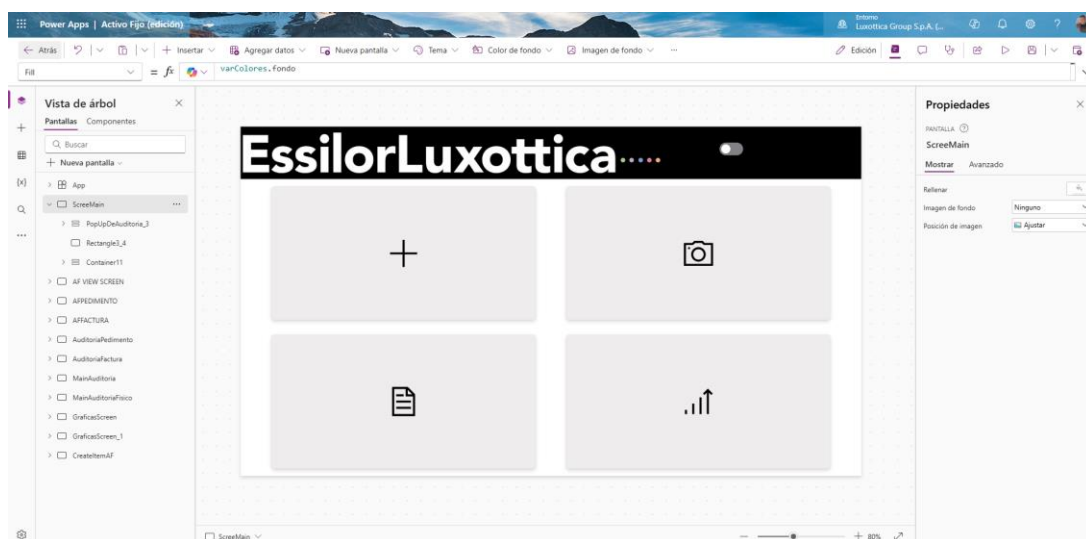 Power Apps | Activo Fijo (edición)
Entorno
Luxottica Group S.p.A. (...
Atrás
Insertar
Agregar datos
Nueva pantalla
Tema
Color de fondo
Imagen de fondo
...
Edición
Fill
= fx
varColores.fondo
Vista de árbol
Pantallas Componentes
Buscar
Nueva pantalla
App
ScreeMain
PopUpDeAuditoria_3
Rectangle3_4
Container11
AF VIEW SCREEN
AFPEDIMENTO
AFFACTURA
AuditoriaPedimento
AuditoriaFactura
MainAuditoria
MainAuditoriaFisico
GraficasScreen
GraficasScreen_1
CreateItemAF
EssilorLuxottica
Propiedades
PANTALLA
ScreeMain
Mostrar Avanzado
Rellenar
Imagen de fondo Ninguno
Posición de imagen Ajustar
ScreeMain
80%